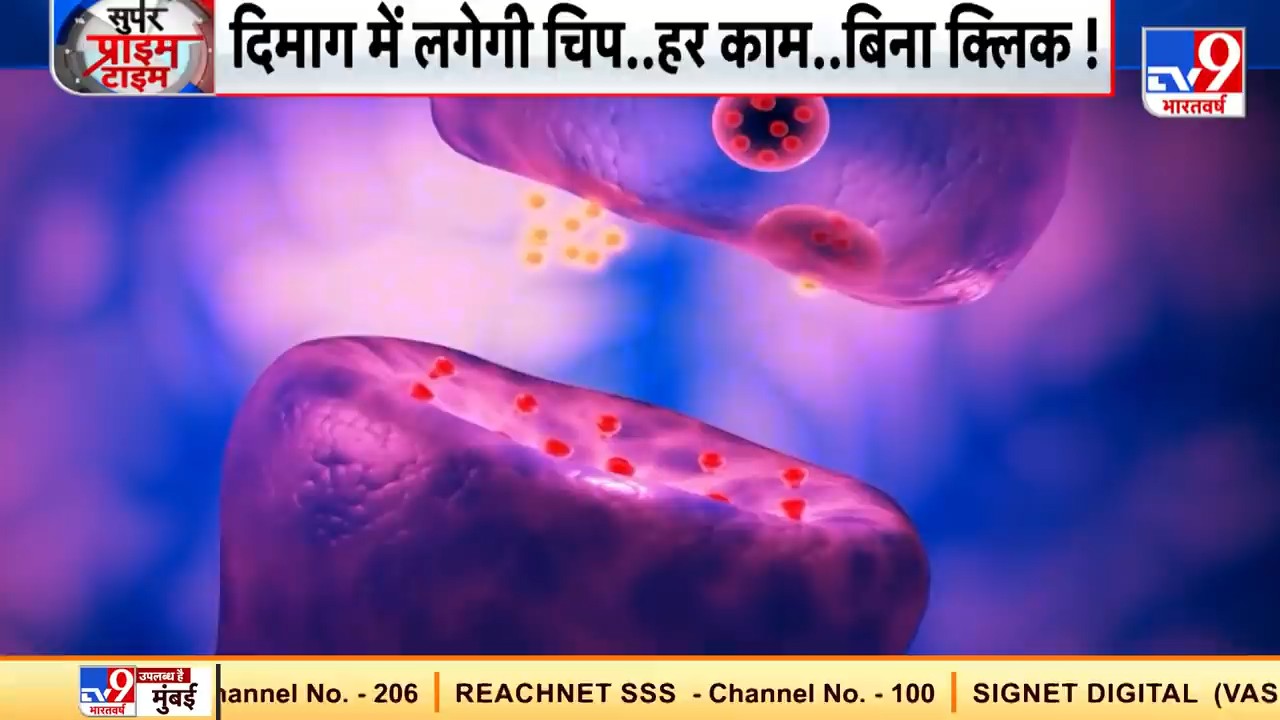 सुपर
प्राइम
टाइम
दिमाग में लगेगी चिप..हर काम..बिना क्लिक !
TV9
भारतवर्ष
TV9
भारतवर्ष
उपलब्ध है
मुंबई
hannel No. - 206 | REACHNET SSS - Channel No. - 100 | SIGNET DIGITAL (VAS